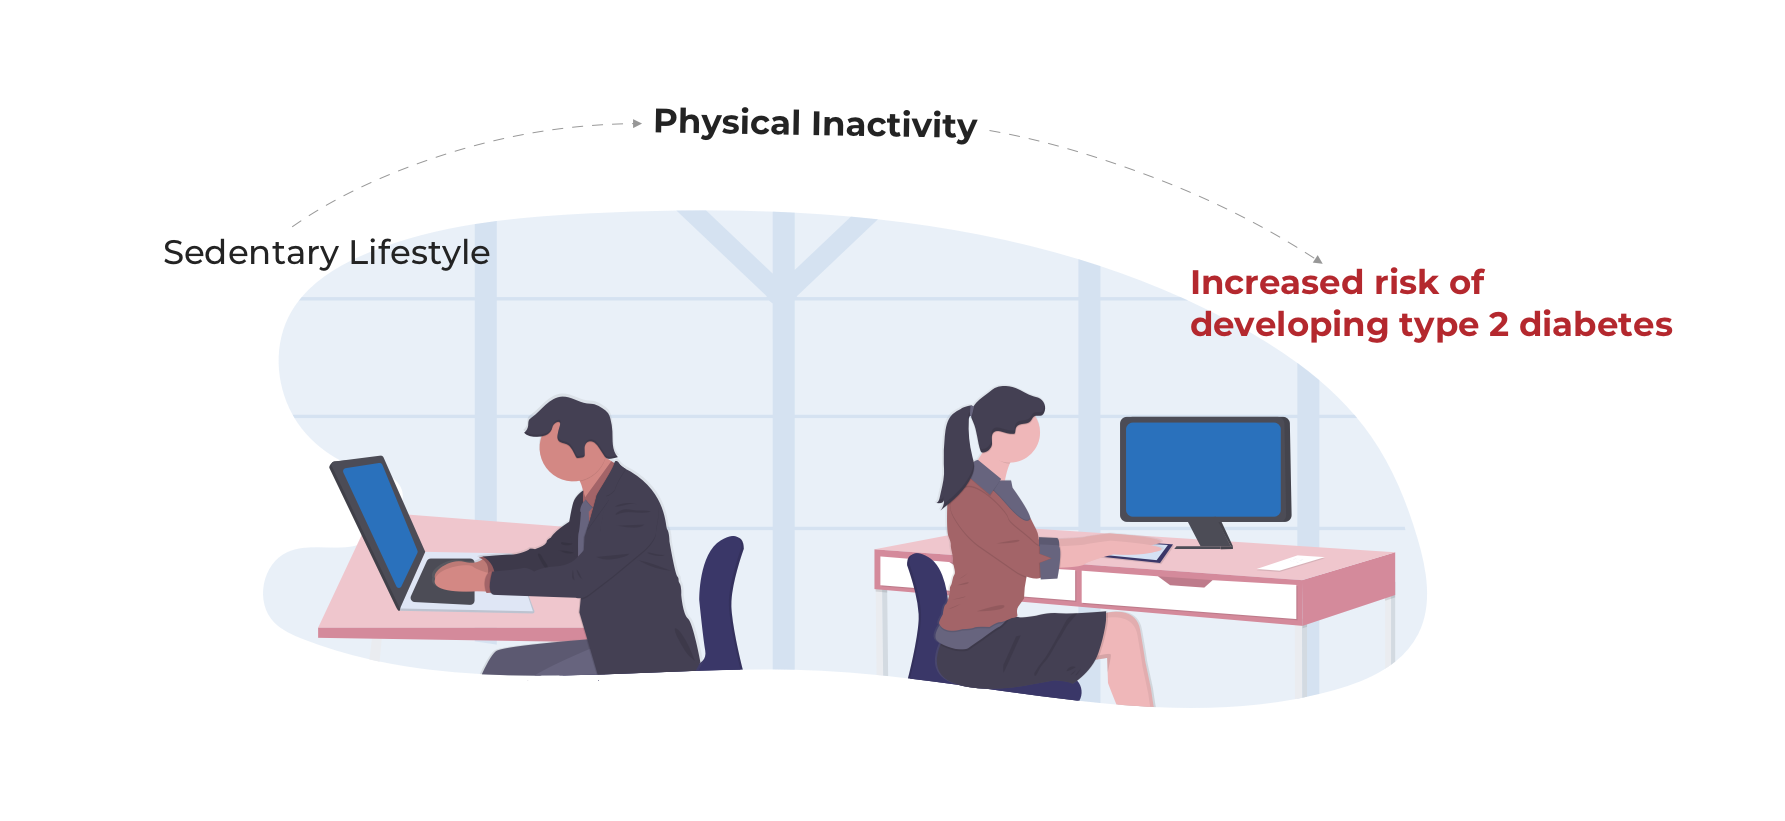 Physical Inactivity
Sedentary Lifestyle
Increased risk of
developing type 2 diabetes